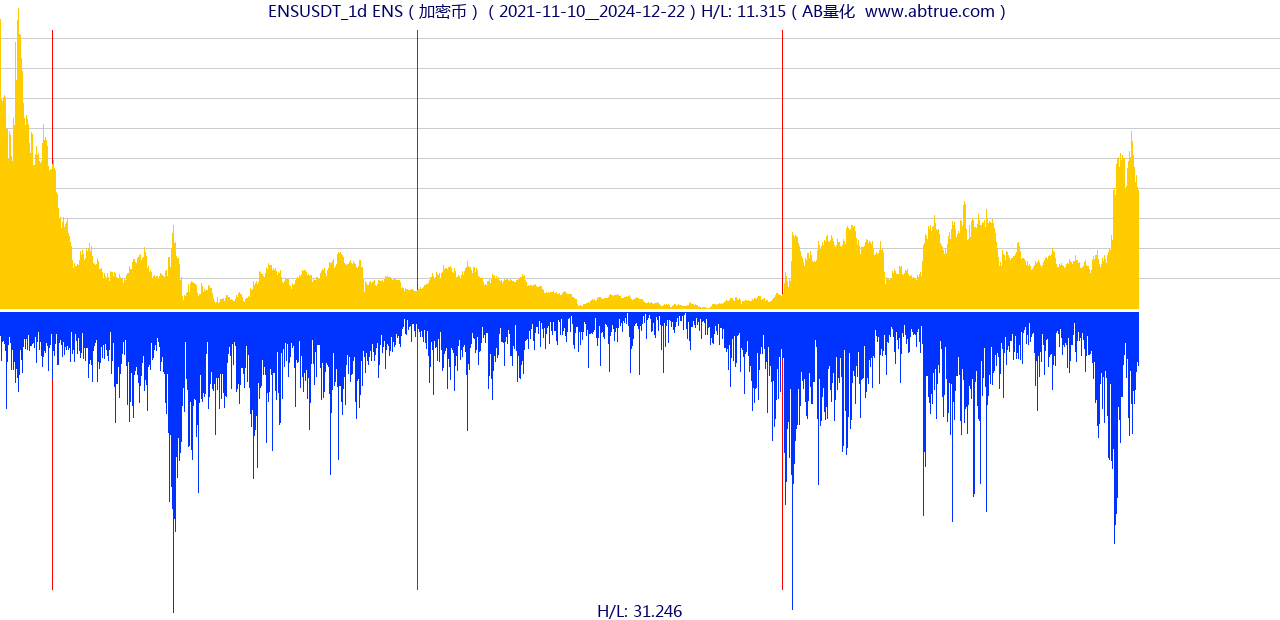 ENSUSDT_1d ENS（加密币）（2021-11-10__2024-12-22）H/L: 11.315（AB量化  www.abtrue.com）
H/L: 31.246